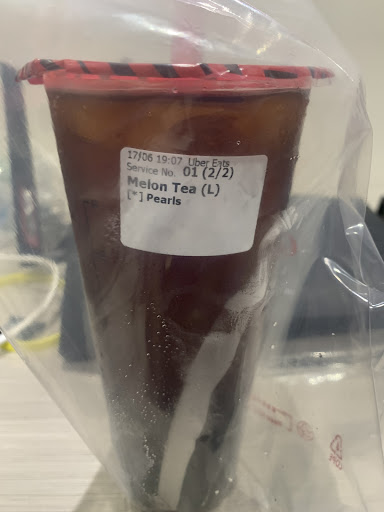 17/06 19:07 Uber Eats
Service No. 01 (2/2)
Melon Tea (L)
[*] Pearls